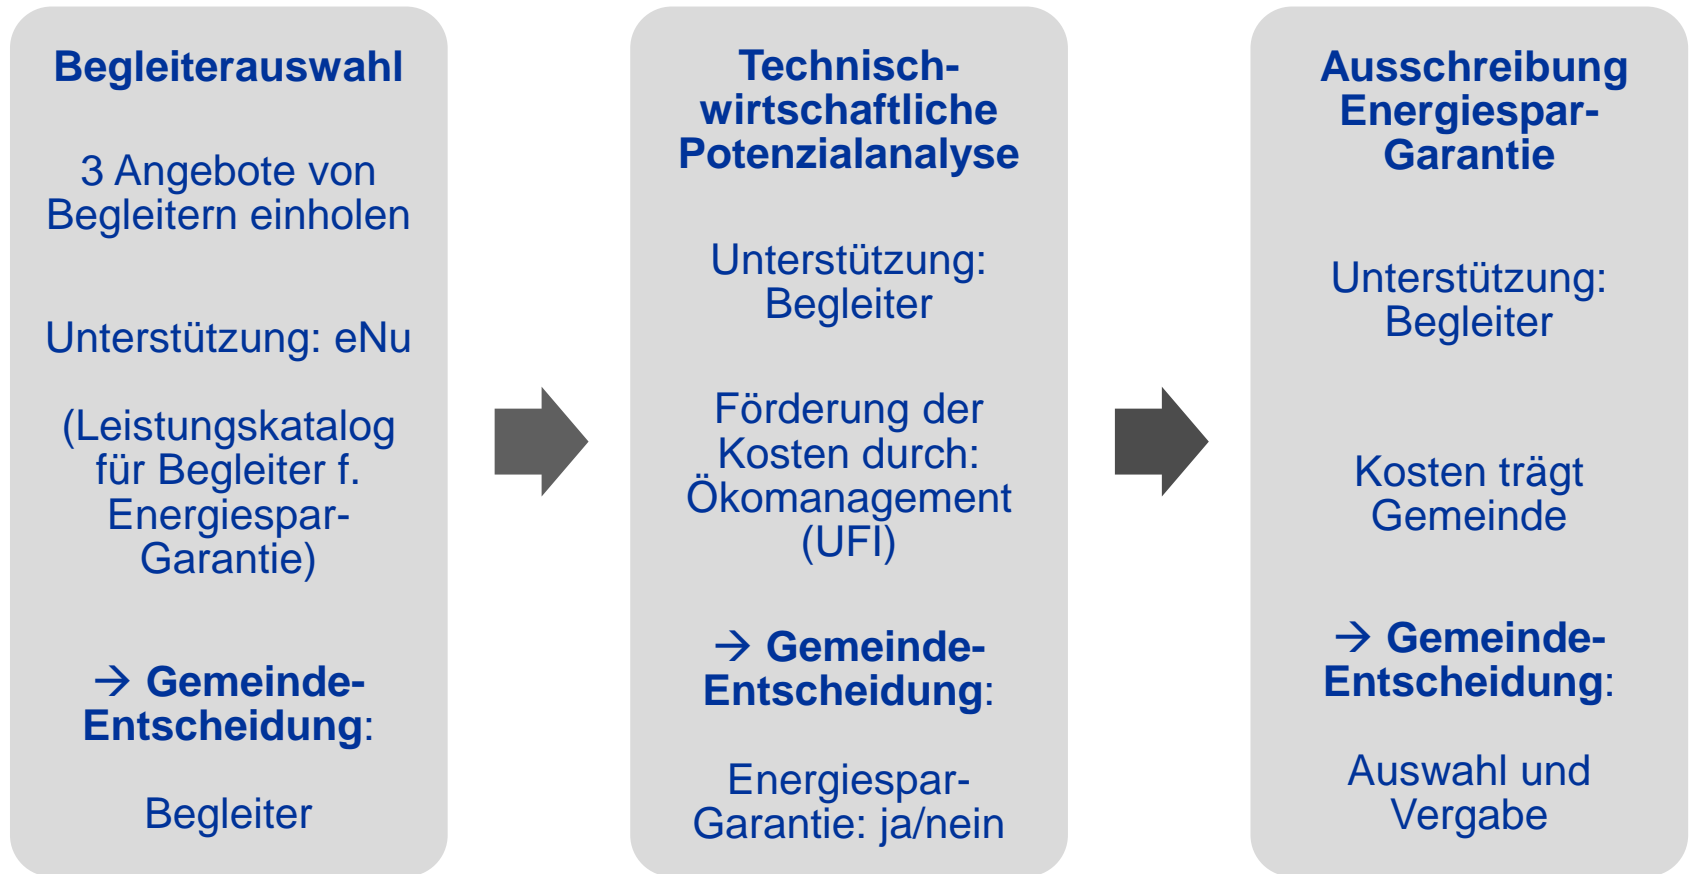 Begleiterauswahl
3 Angebote von
Begleitern einholen
Unterstützung: eNu
(Leistungskatalog
für Begleiter f.
Energiespar-
Garantie)
→ Gemeinde-
Entscheidung:
Begleiter
Technisch-
wirtschaftliche
Potenzialanalyse
Unterstützung:
Begleiter
Förderung der
Kosten durch:
Ökomanagement
(UFI)
→ Gemeinde-
Entscheidung:
Energiespar-
Garantie: ja/nein
Ausschreibung
Energiespar-
Garantie
Unterstützung:
Begleiter
Kosten trägt
Gemeinde
→ Gemeinde-
Entscheidung:
Auswahl und
Vergabe